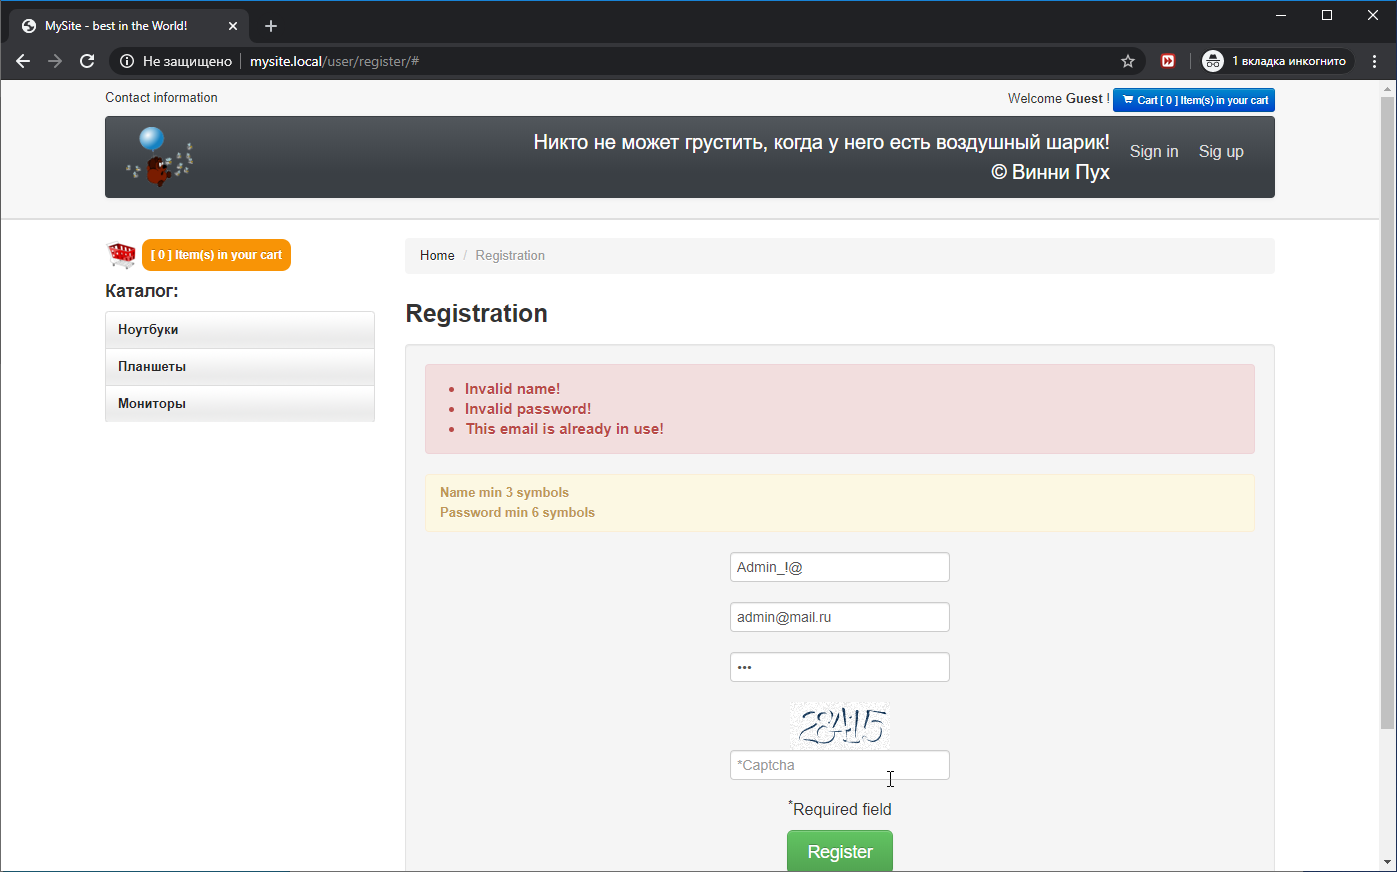 MySite - best in the World!
Не защищено
mysite.local/user/register/#
1 вкладка инкогнито
Contact information
Welcome Guest !
Cart [ 0 ] Item(s) in your cart
Никто не может грустить, когда у него есть воздушный шарик!
© Винни Пух
Sign in
Sig up
[ 0 ] Item(s) in your cart
Каталог:
Ноутбуки
Планшеты
Мониторы
Home / Registration
Registration
Invalid name!
Invalid password!
This email is already in use!
Name min 3 symbols
Password min 6 symbols
Admin_!@
admin@mail.ru
•••
28415
*Captcha
*Required field
Register